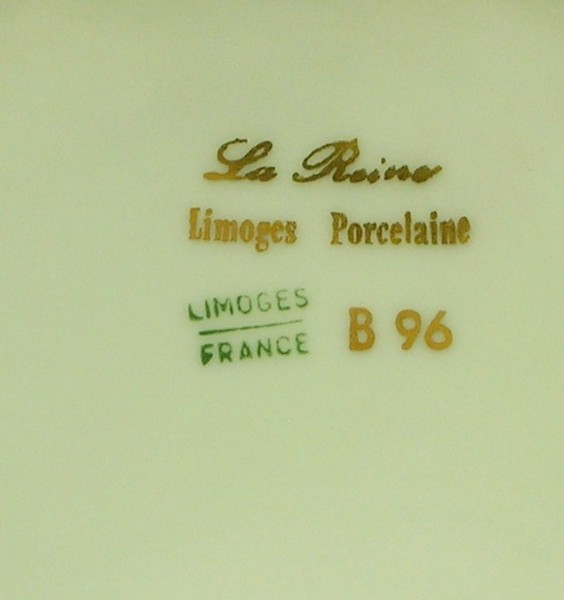 La Reine
Limoges Porcelaine
LIMOGES
FRANCE
B 96